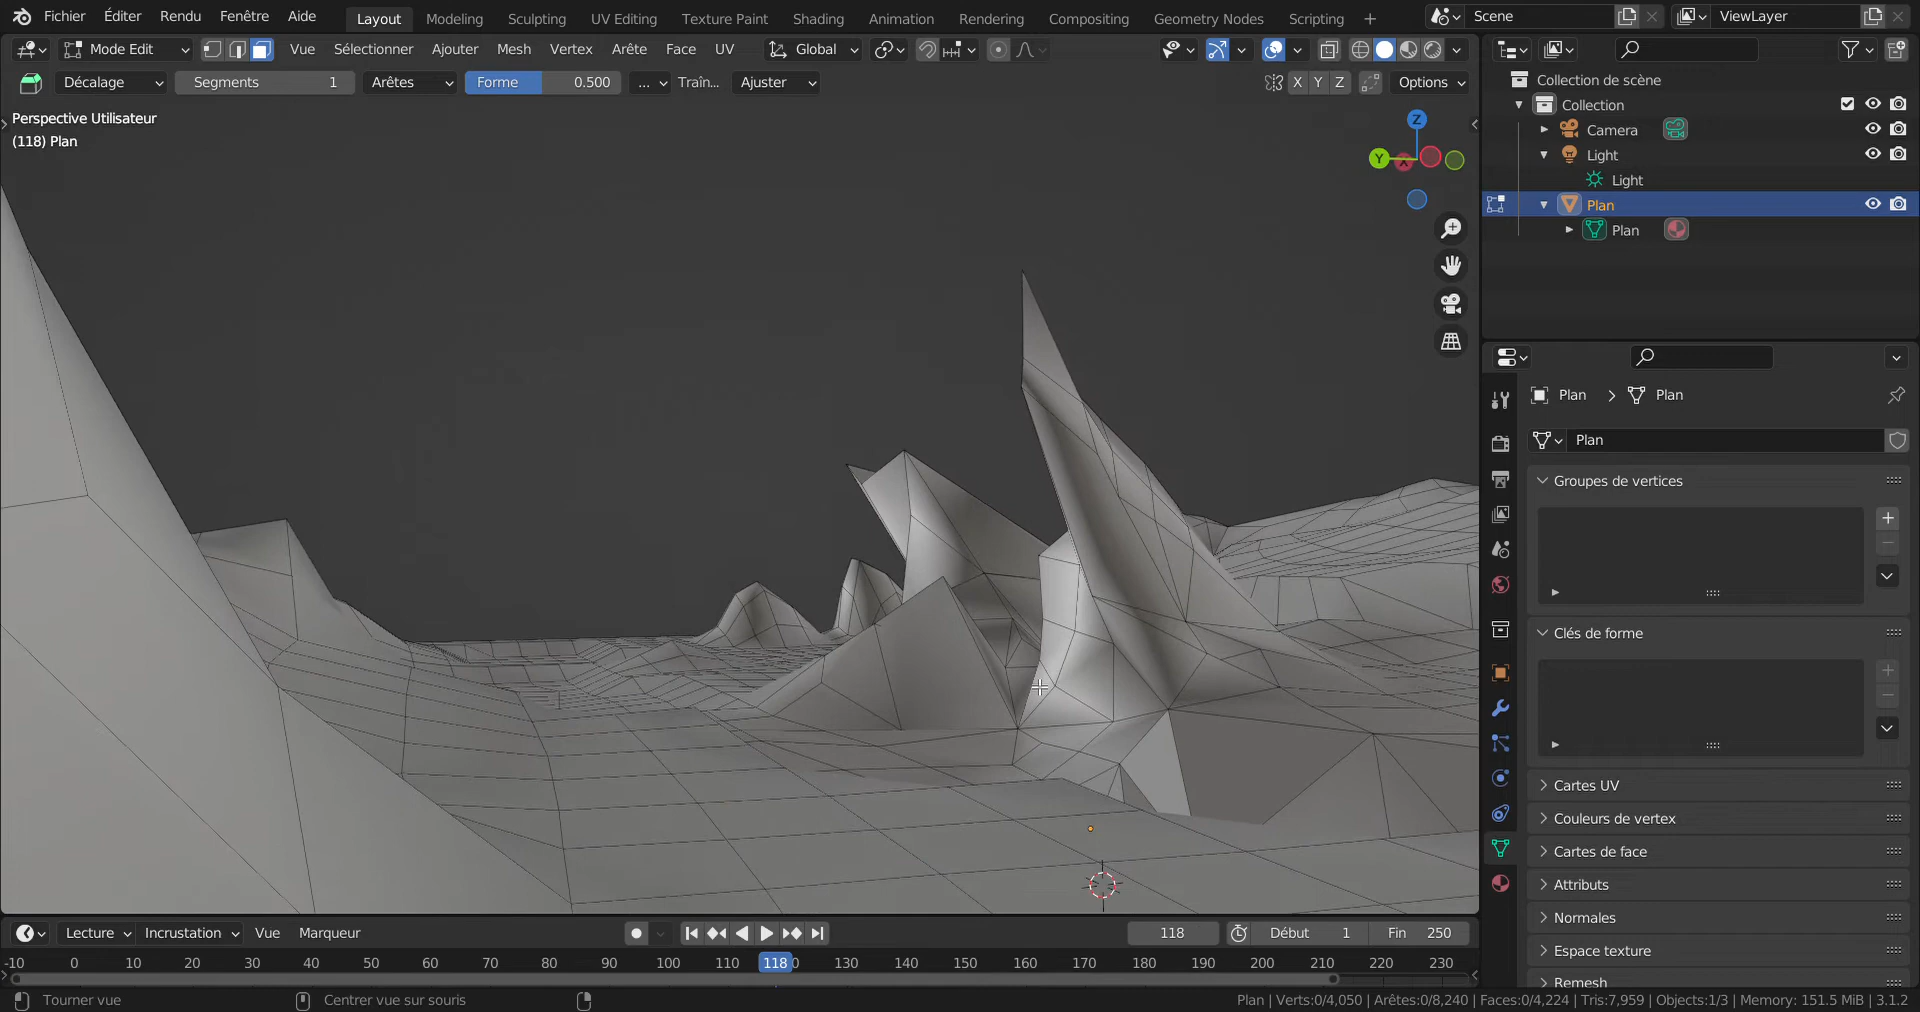 Fichier Éditer Rendu Fenêtre Aide Layout Modeling Sculpting UV Editing Texture Paint Shading Animation Rendering Compositing Geometry Nodes Scripting + Scene ViewLayer
Mode Edit Vue Sélectionner Ajouter Mesh Vertex Arête Face UV Global
Décalage Segments 1 Arêtes Forme 0.500 ... Traîn... Ajuster X Y Z Options
Perspective Utilisateur
(118) Plan
Z
Y
X
Collection de scène
Collection
Camera
Light
Light
Plan
Plan
Plan > Plan
Plan
Groupes de vertices
Clés de forme
Cartes UV
Couleurs de vertex
Cartes de face
Attributs
Normales
Espace texture
Remesh
Lecture Incrustation Vue Marqueur 118 Début 1 Fin 250
-10 0 10 20 30 40 50 60 70 80 90 100 110 118 0 130 140 150 160 170 180 190 200 210 220 230
Tourner vue Centrer vue sur souris Plan | Verts:0/4,050 | Arêtes:0/8,240 | Faces:0/4,224 | Tris:7,959 | Objects:1/3 | Memory: 151.5 MiB | 3.1.2